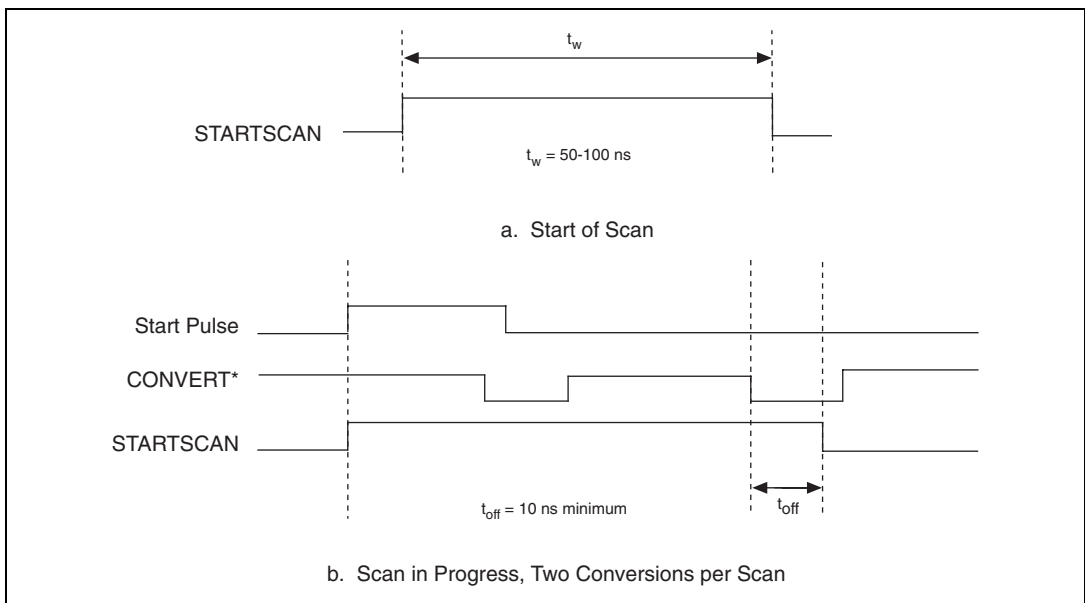 t_w
STARTSCAN
t_w = 50-100 ns
a. Start of Scan
Start Pulse
CONVERT*
STARTSCAN
t_off = 10 ns minimum
t_off
b. Scan in Progress, Two Conversions per Scan